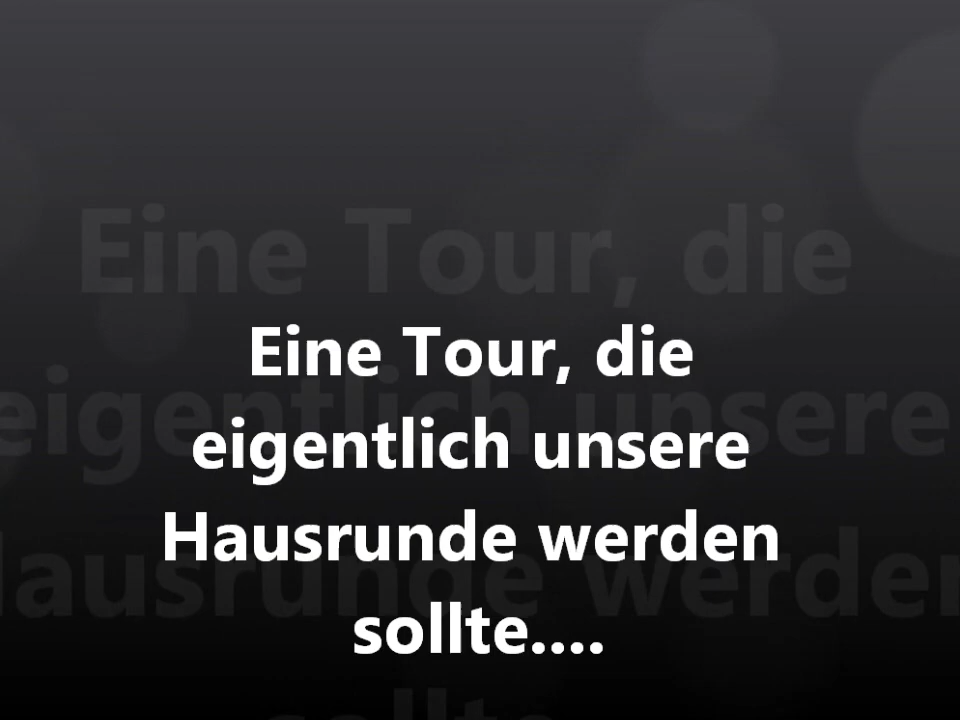 Eine Tour, die
eigentlich unsere
Hausrunde werden
sollte....